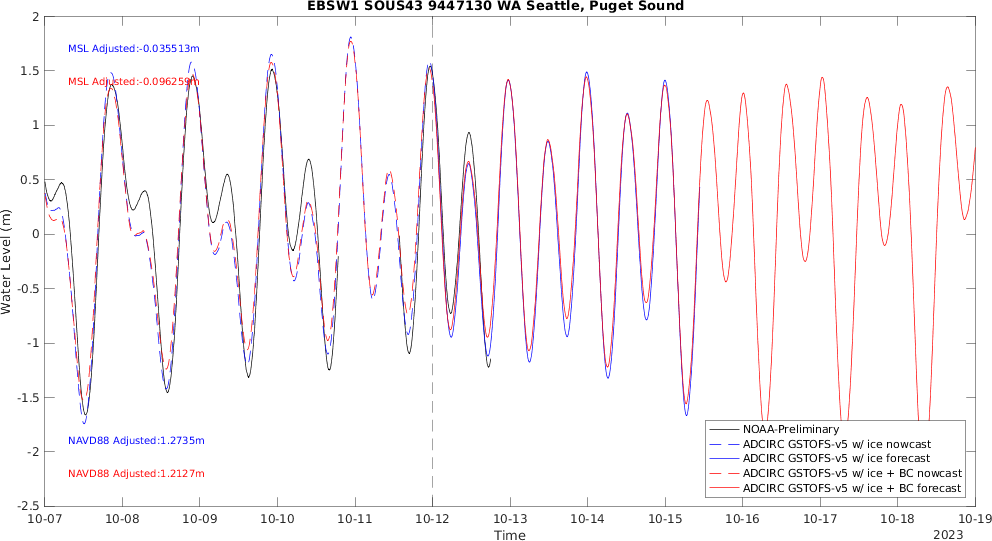 EBSW1 SOUS43 9447130 WA Seattle, Puget Sound
2
1.5
1
0.5
0
-0.5
-1
-1.5
-2
-2.5
Water Level (m)
MSL Adjusted:-0.035513m
MSL Adjusted:-0.096259m
NAVD88 Adjusted:1.2735m
NAVD88 Adjusted:1.2127m
NOAA-Preliminary
ADCIRC GSTOFS-v5 w/ ice nowcast
ADCIRC GSTOFS-v5 w/ ice forecast
ADCIRC GSTOFS-v5 w/ ice + BC nowcast
ADCIRC GSTOFS-v5 w/ ice + BC forecast
10-07 10-08 10-09 10-10 10-11 10-12 10-13 10-14 10-15 10-16 10-17 10-18 10-19
Time
2023